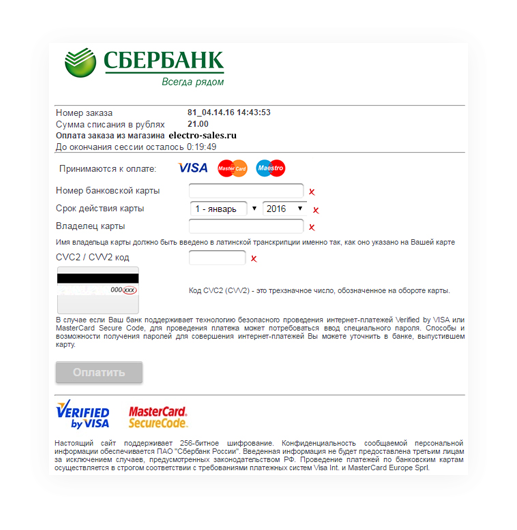 СБЕРБАНК
Всегда рядом
Номер заказа 81_04.14.16 14:43:53
Сумма списания в рублях 21.00
Оплата заказа из магазина electro-sales.ru
До окончания сессии осталось 0:19:49
Принимаются к оплате: VISA MasterCard Maestro
Номер банковской карты x
Срок действия карты 1 - январь 2016 x
Владелец карты x
Имя владельца карты должно быть введено в латинской транскрипции именно так, как оно указано на Вашей карте
CVC2 / CVV2 код x
000xxx
Код CVC2 (CVV2) - это трехзначное число, обозначенное на обороте карты.
В случае если Ваш банк поддерживает технологию безопасного проведения интернет-платежей Verified by VISA или
MasterCard Secure Code, для проведения платежа может потребоваться ввод специального пароля. Способы и
возможности получения паролей для совершения интернет-платежей Вы можете уточнить в банке, выпустившем
карту.
Оплатить
VERIFIED MasterCard.
by VISA SecureCode.
Настоящий сайт поддерживает 256-битное шифрование. Конфиденциальность сообщаемой персональной
информации обеспечивается ПАО "Сбербанк России". Введенная информация не будет предоставлена третьим лицам
за исключением случаев, предусмотренных законодательством РФ. Проведение платежей по банковским картам
осуществляется в строгом соответствии с требованиями платежных систем Visa Int. и MasterCard Europe Sprl.